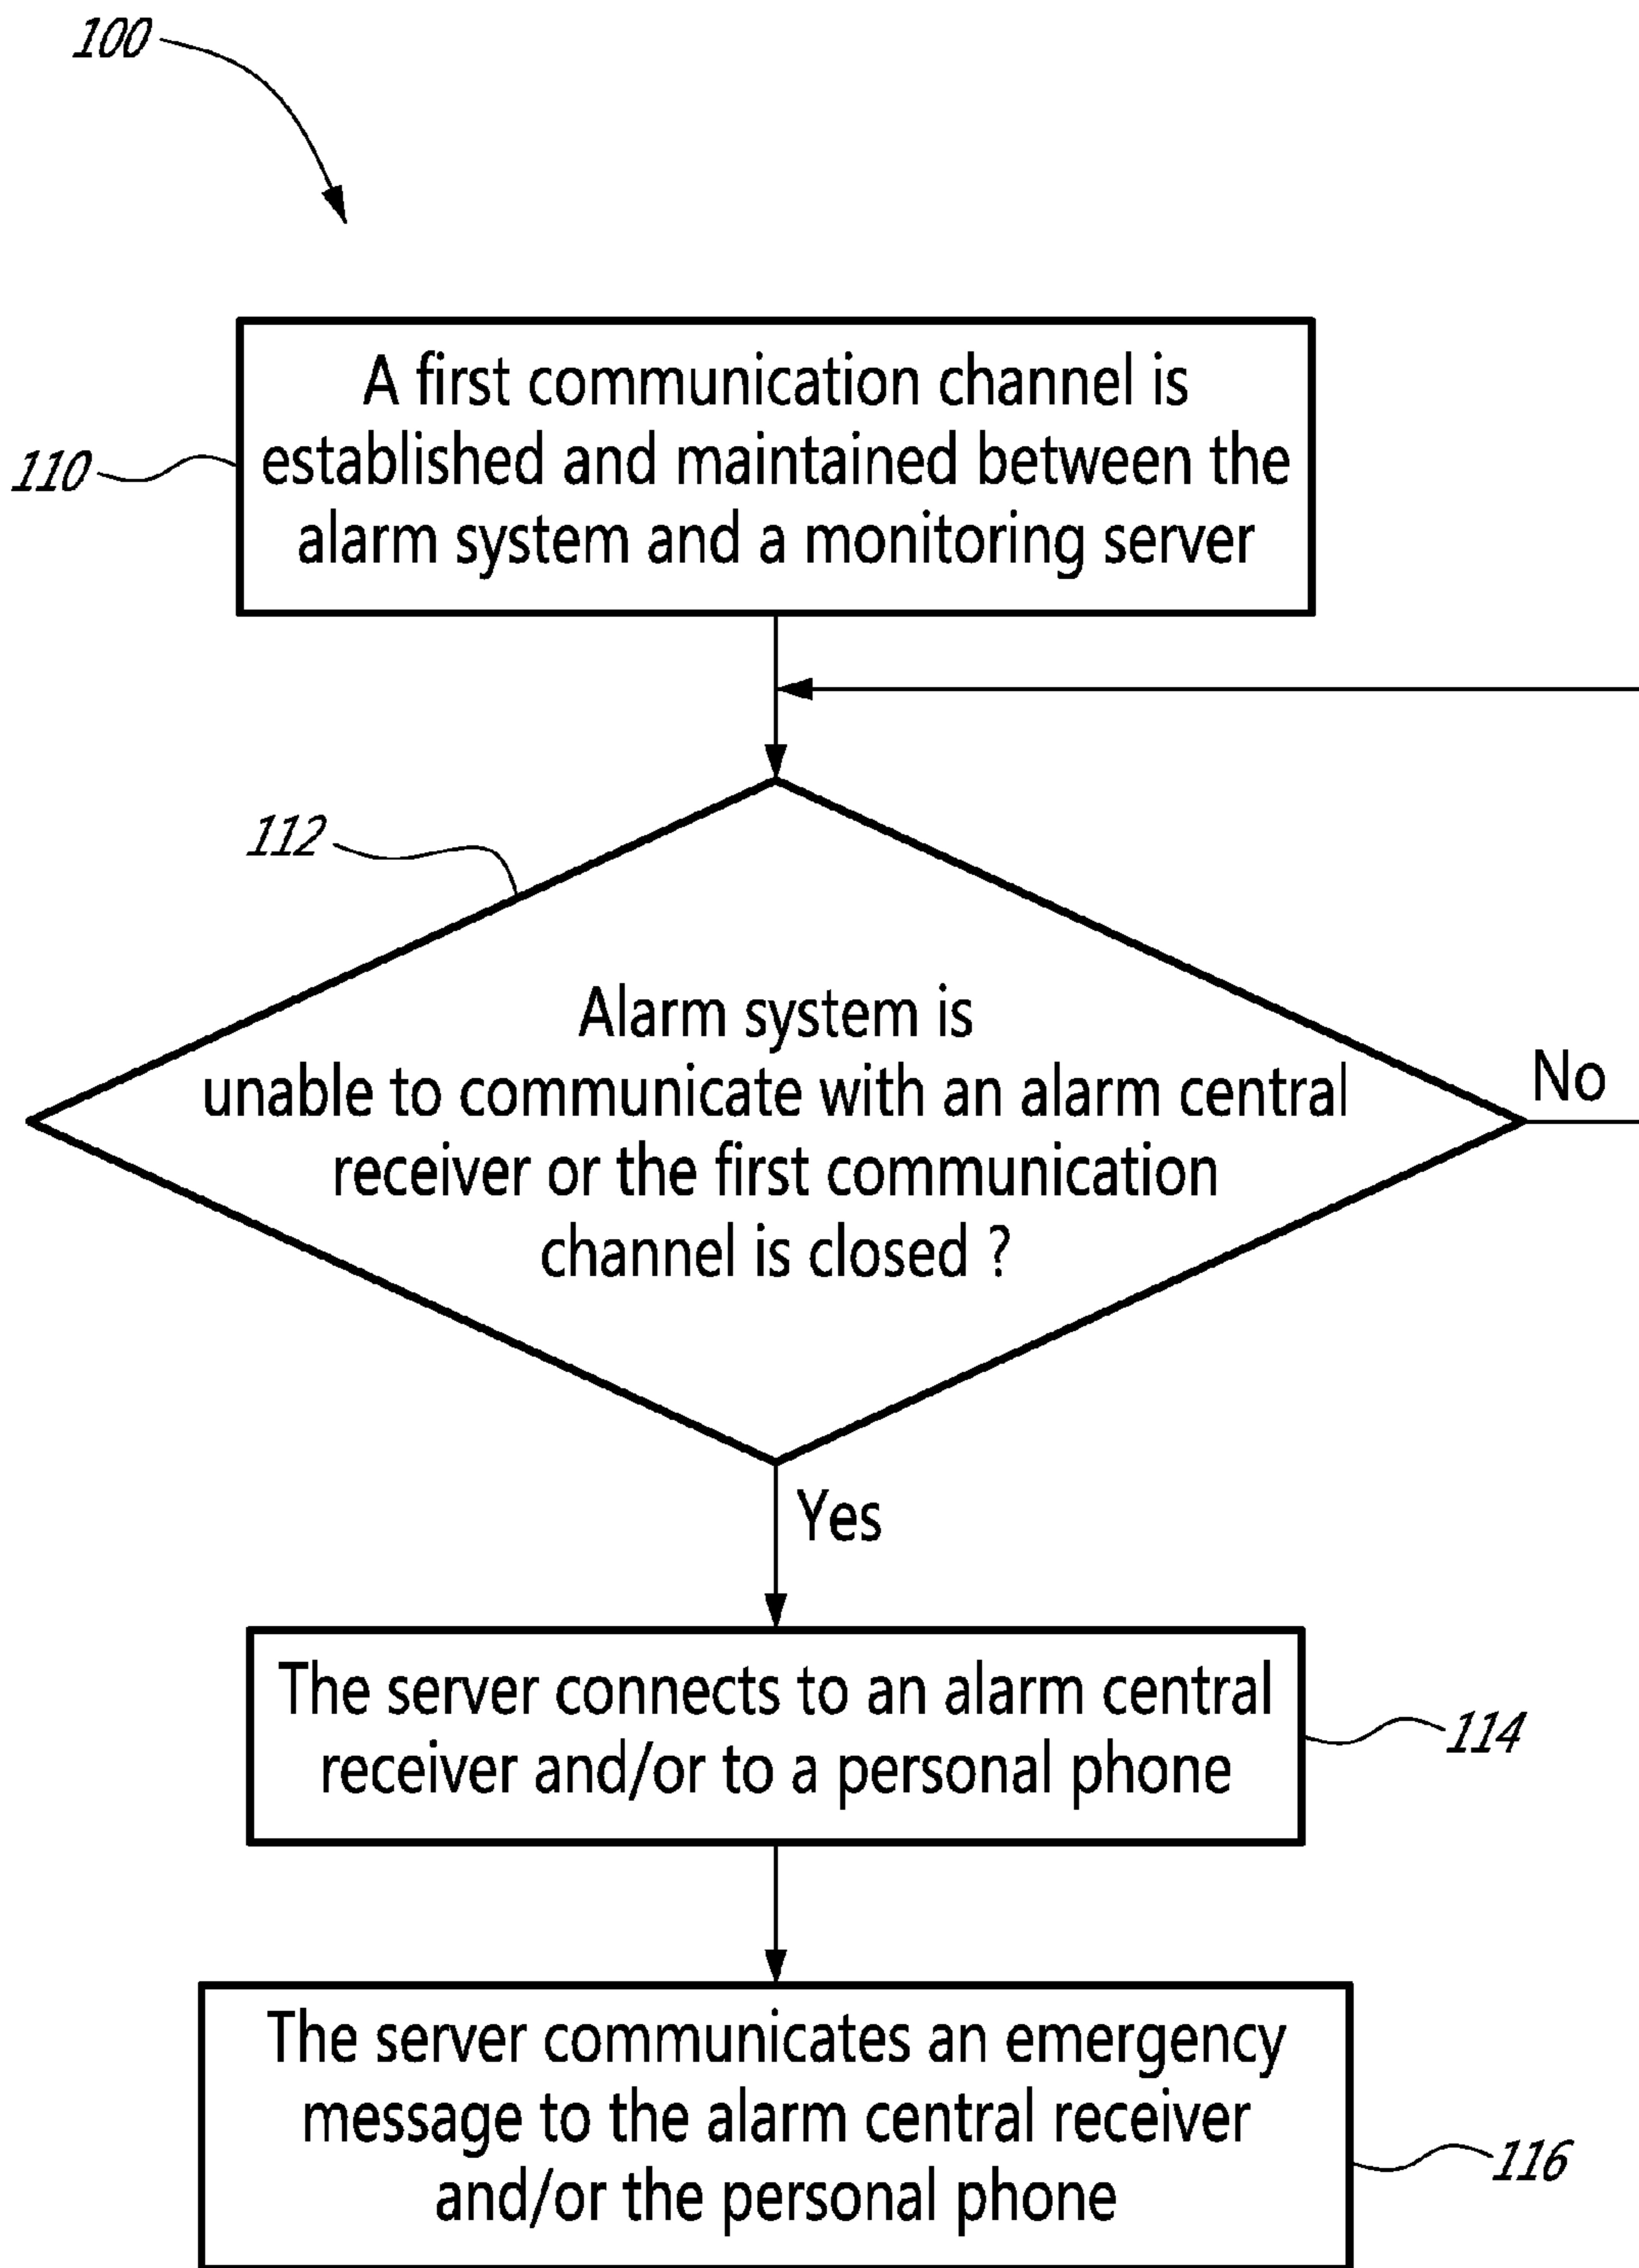 100
A first communication channel is
110
established and maintained between the
alarm system and a monitoring server
112
Alarm system is
unable to communicate with an alarm central
receiver or the first communication
channel is closed ?
No
Yes
The server connects to an alarm central
receiver and/or to a personal phone
114
The server communicates an emergency
message to the alarm central receiver
and/or the personal phone
116